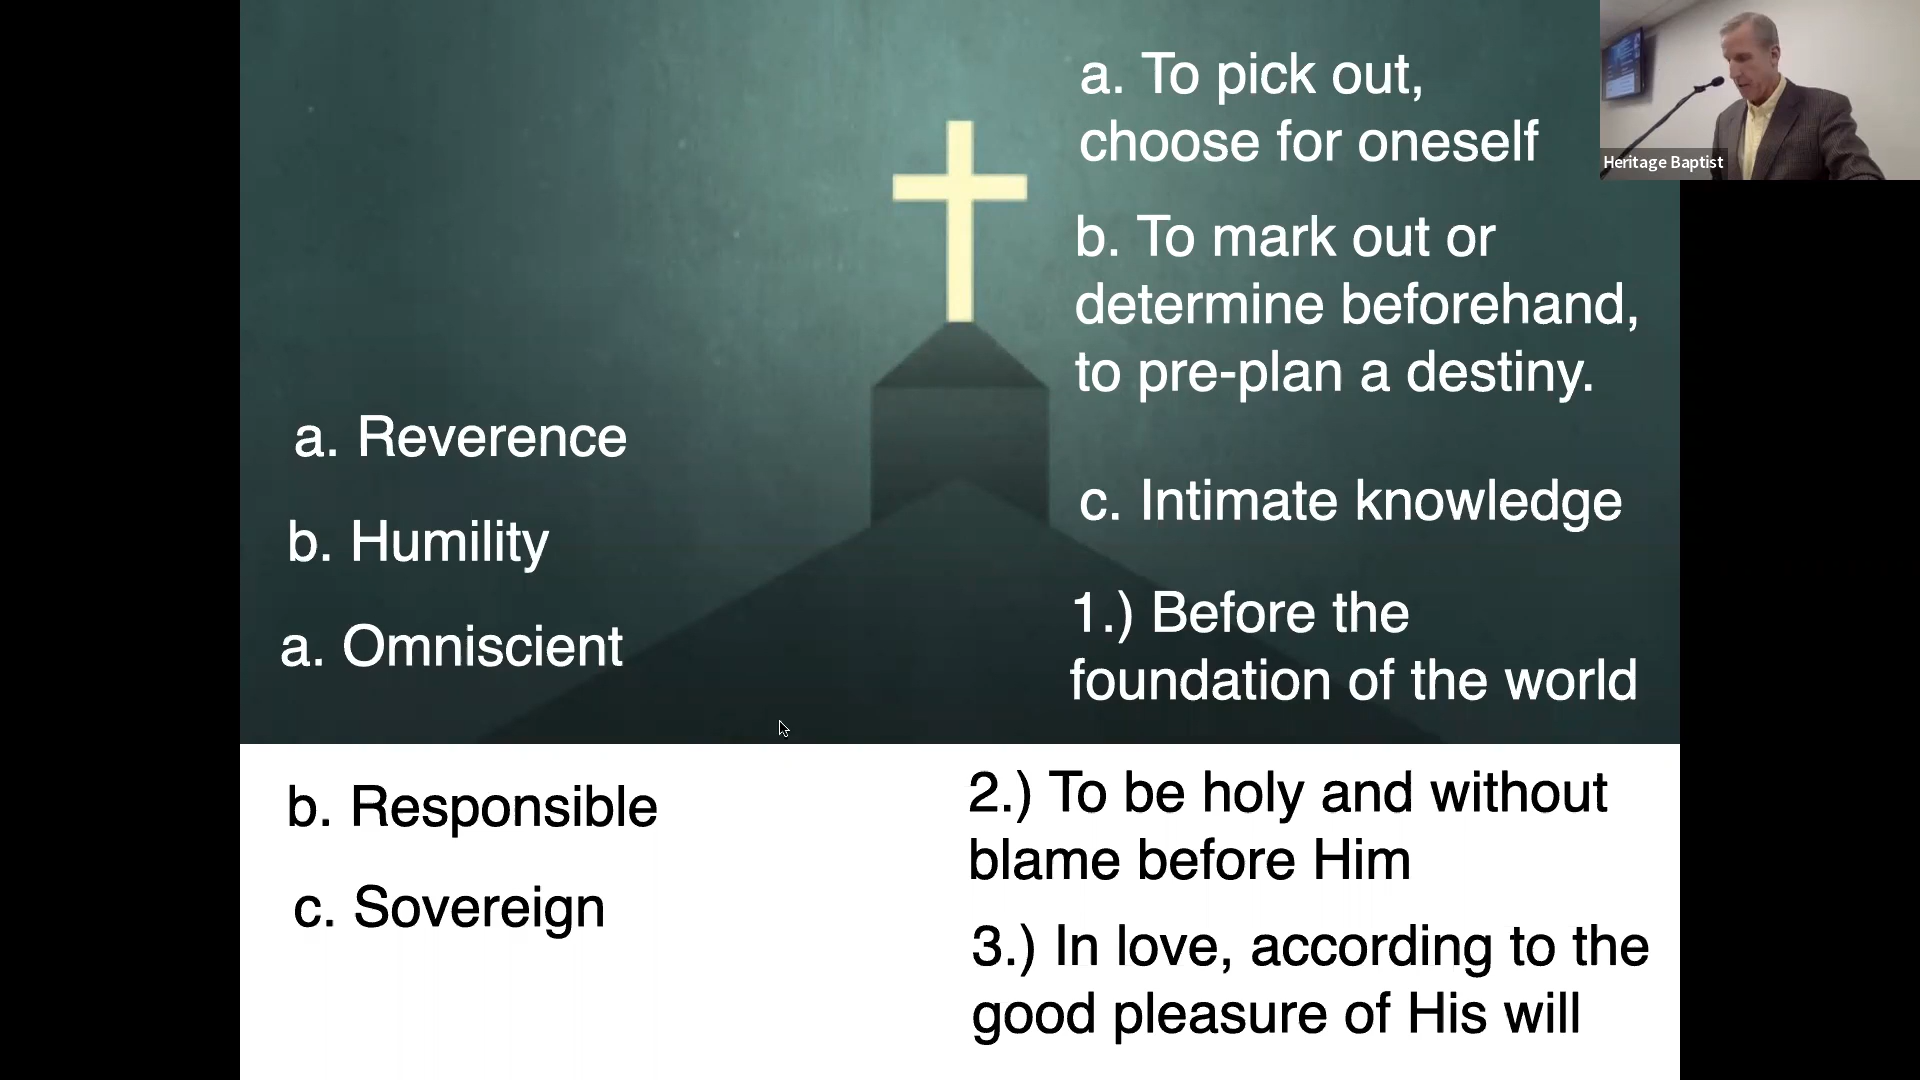 a. Reverence
b. Humility
a. Omniscient
b. Responsible
c. Sovereign
a. To pick out,
choose for oneself
b. To mark out or
determine beforehand,
to pre-plan a destiny.
c. Intimate knowledge
1.) Before the
foundation of the world
2.) To be holy and without
blame before Him
3.) In love, according to the
good pleasure of His will
Heritage Baptist